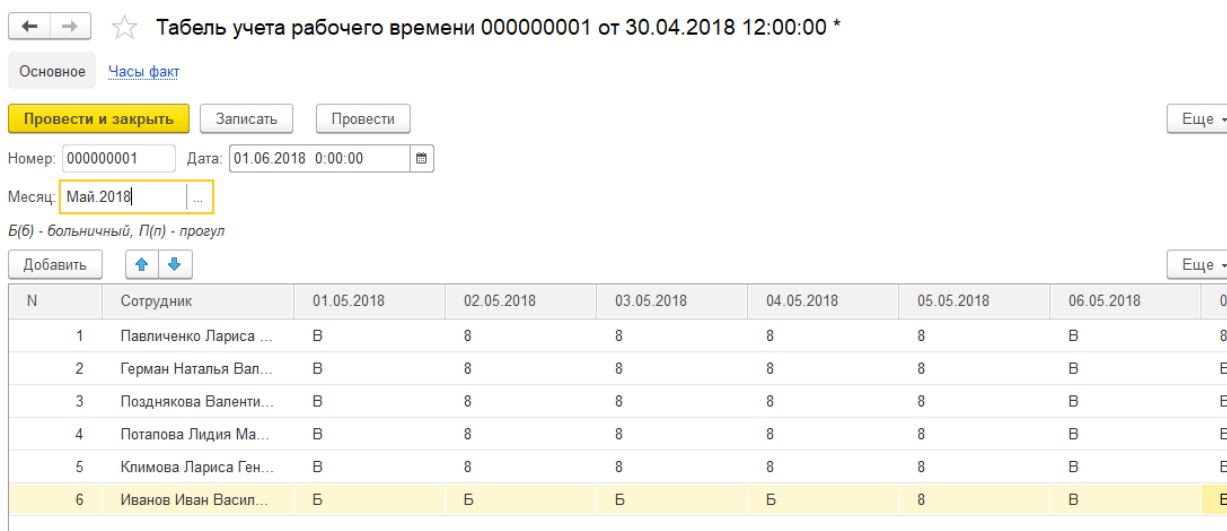 Табель учета рабочего времени 000000001 от 30.04.2018 12:00:00 *
Основное Часы факт
Провести и закрыть Записать Провести Еще
Номер: 000000001 Дата: 01.06.2018 0:00:00
Месяц: Май.2018 ...
Б(б) - больничный, П(п) - прогул
Добавить Еще
N Сотрудник 01.05.2018 02.05.2018 03.05.2018 04.05.2018 05.05.2018 06.05.2018 0
1 Павличенко Лариса ... В 8 8 8 8 В 8
2 Герман Наталья Вал... В 8 8 8 8 В В
3 Позднякова Валенти... В 8 8 8 8 В В
4 Потапова Лидия Ма... В 8 8 8 8 В В
5 Климова Лариса Ген... В 8 8 8 8 В В
6 Иванов Иван Васил... Б Б Б Б 8 В В